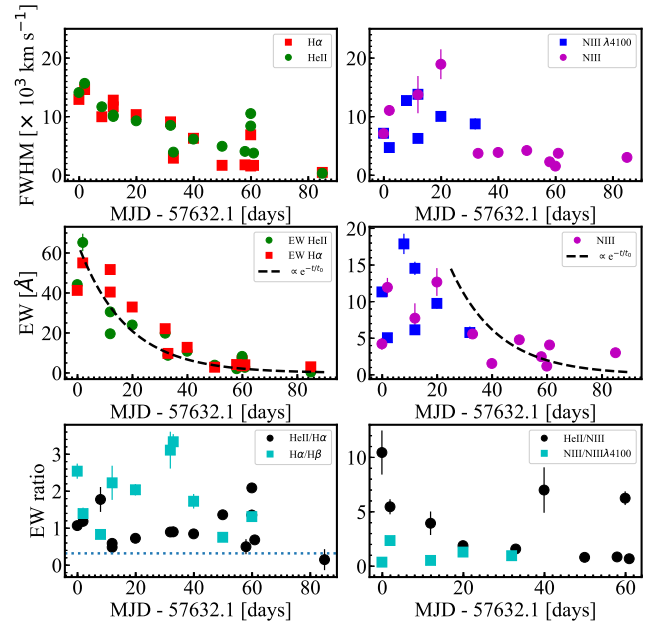 FWHM [× 10³ km s⁻¹]
20
10
0
Hα
HeII
0 20 40 60 80
MJD - 57632.1 [days]
20
10
0
NIII λ4100
NIII
0 20 40 60 80
MJD - 57632.1 [days]
EW [Å]
60
40
20
0
EW HeII
EW Hα
∝ e^{-t/t₀}
0 20 40 60 80
MJD - 57632.1 [days]
20
15
10
5
0
NIII
∝ e^{-t/t₀}
0 20 40 60 80
MJD - 57632.1 [days]
EW ratio
3
2
1
0
HeII/Hα
Hα/Hβ
0 20 40 60 80
MJD - 57632.1 [days]
10
5
0
HeII/NIII
NIII/NIIIλ4100
0 20 40 60
MJD - 57632.1 [days]